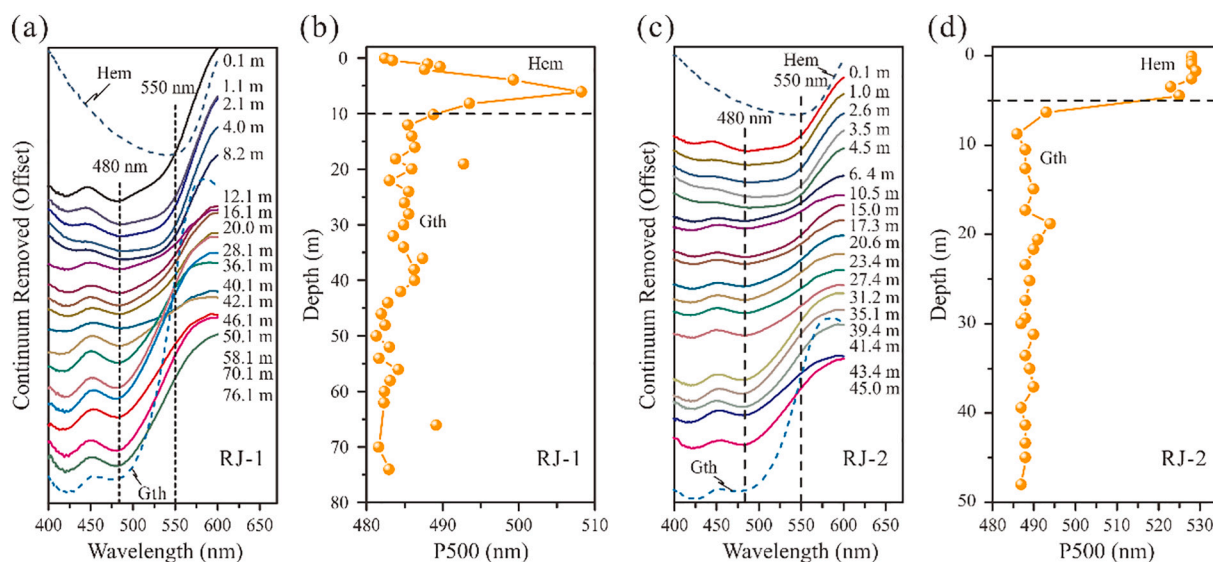 (a)
Hem
550 nm
480 nm
0.1 m
1.1 m
2.1 m
4.0 m
8.2 m
12.1 m
16.1 m
20.0 m
28.1 m
36.1 m
40.1 m
42.1 m
46.1 m
50.1 m
58.1 m
70.1 m
76.1 m
Gth
RJ-1
Continuum Removed (Offset)
400 450 500 550 600 650
Wavelength (nm)
(b)
Hem
Gth
RJ-1
Depth (m)
0
10
20
30
40
50
60
70
80
480 490 500 510
P500 (nm)
(c)
Hem
550 nm
480 nm
0.1 m
1.0 m
2.6 m
3.5 m
4.5 m
6. 4 m
10.5 m
15.0 m
17.3 m
20.6 m
23.4 m
27.4 m
31.2 m
35.1 m
39.4 m
41.4 m
43.4 m
45.0 m
Gth
RJ-2
Continuum Removed (Offset)
400 450 500 550 600 650
Wavelength (nm)
(d)
Hem
Gth
RJ-2
Depth (m)
0
10
20
30
40
50
480 490 500 510 520 530
P500 (nm)